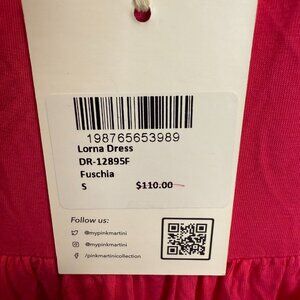 198765653989
Lorna Dress
DR-12895F
Fuschia
S $110.00
Follow us:
@mypinkmartini
@mypinkmartini
/pinkmartinicollection